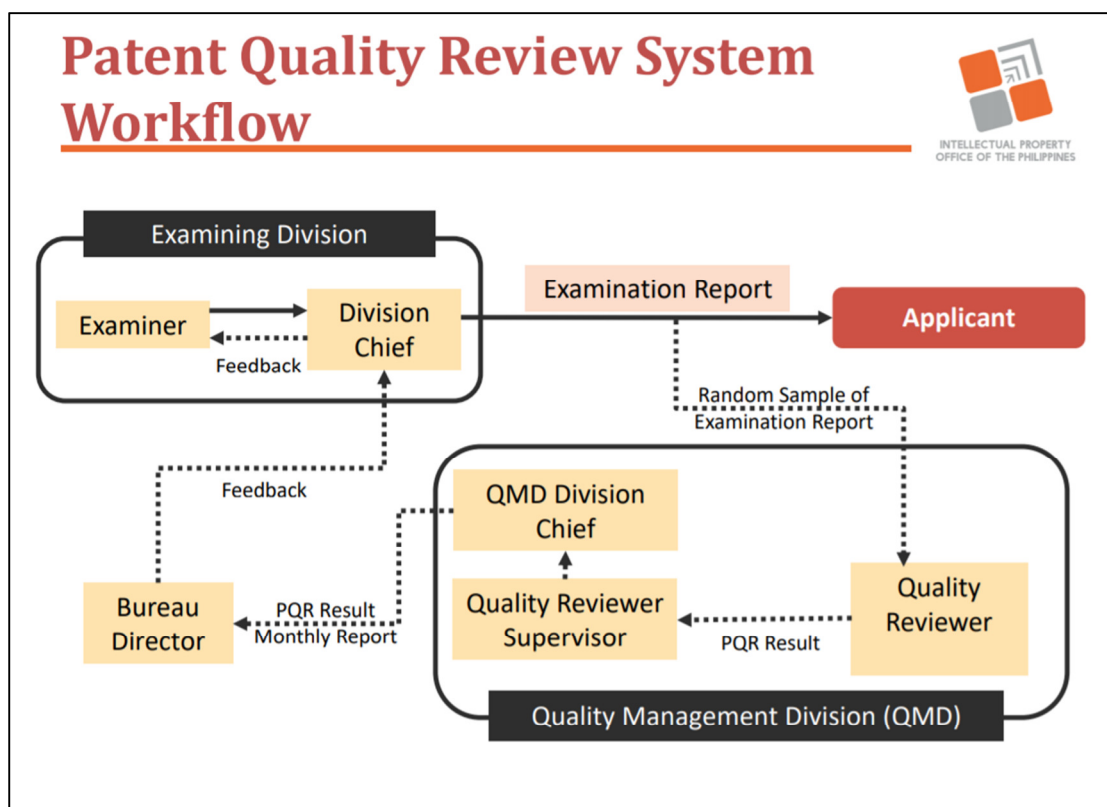 Patent Quality Review System
Workflow
INTELLECTUAL PROPERTY
OFFICE OF THE PHILIPPINES
Examining Division
Examiner
Division
Chief
Feedback
Examination Report
Applicant
Random Sample of
Examination Report
Feedback
QMD Division
Chief
Bureau
Director
PQR Result
Monthly Report
Quality Reviewer
Supervisor
PQR Result
Quality
Reviewer
Quality Management Division (QMD)